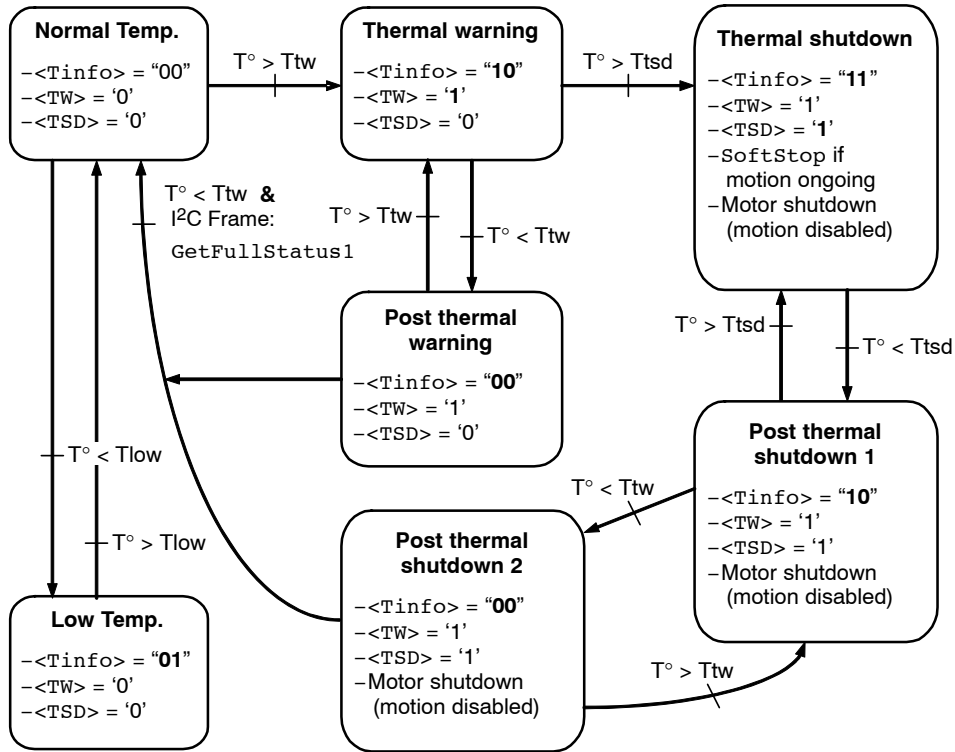 Normal Temp.
–<Tinfo> = “00”
–<TW> = ‘0’
–<TSD> = ‘0’
T° > Ttw
Thermal warning
–<Tinfo> = “10”
–<TW> = ‘1’
–<TSD> = ‘0’
T° > Ttsd
Thermal shutdown
–<Tinfo> = “11”
–<TW> = ‘1’
–<TSD> = ‘1’
–SoftStop if
motion ongoing
–Motor shutdown
(motion disabled)
T° < Ttw &
I²C Frame:
GetFullStatus1
T° > Ttw
T° < Ttw
Post thermal
warning
–<Tinfo> = “00”
–<TW> = ‘1’
–<TSD> = ‘0’
T° > Ttsd
T° < Ttsd
Post thermal
shutdown 1
–<Tinfo> = “10”
–<TW> = ‘1’
–<TSD> = ‘1’
–Motor shutdown
(motion disabled)
T° < Tlow
T° > Tlow
T° < Ttw
Post thermal
shutdown 2
–<Tinfo> = “00”
–<TW> = ‘1’
–<TSD> = ‘1’
–Motor shutdown
(motion disabled)
T° > Ttw
Low Temp.
–<Tinfo> = “01”
–<TW> = ‘0’
–<TSD> = ‘0’